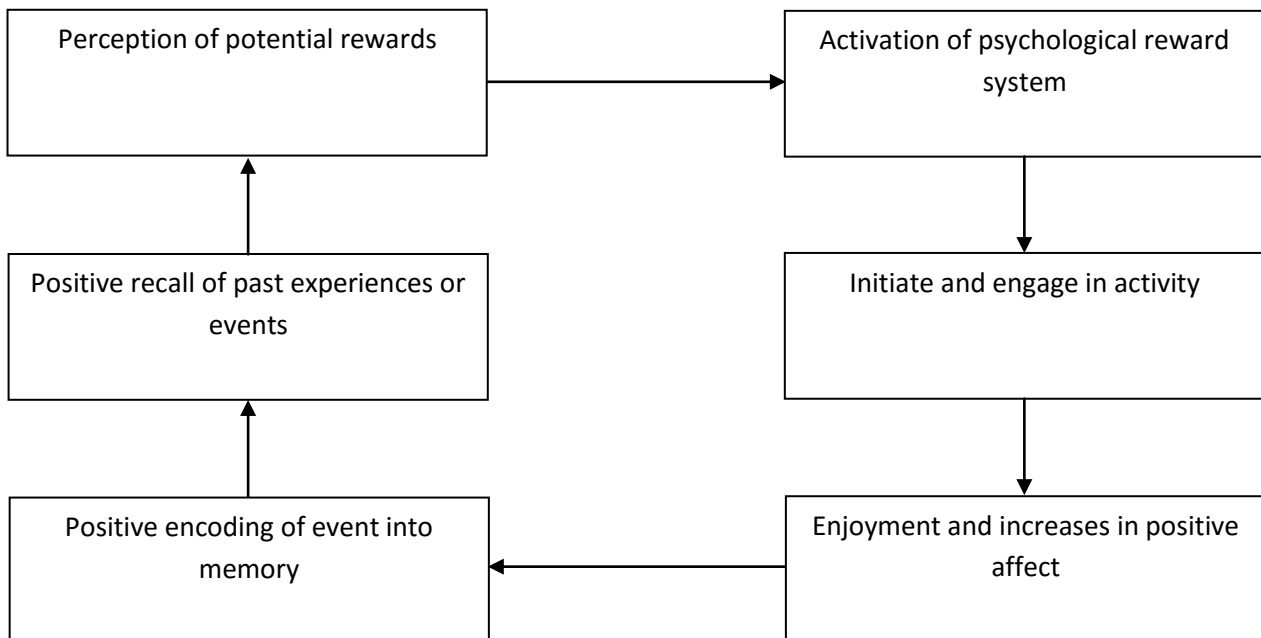 Perception of potential rewards
Activation of psychological reward
system
Initiate and engage in activity
Enjoyment and increases in positive
affect
Positive encoding of event into
memory
Positive recall of past experiences or
events